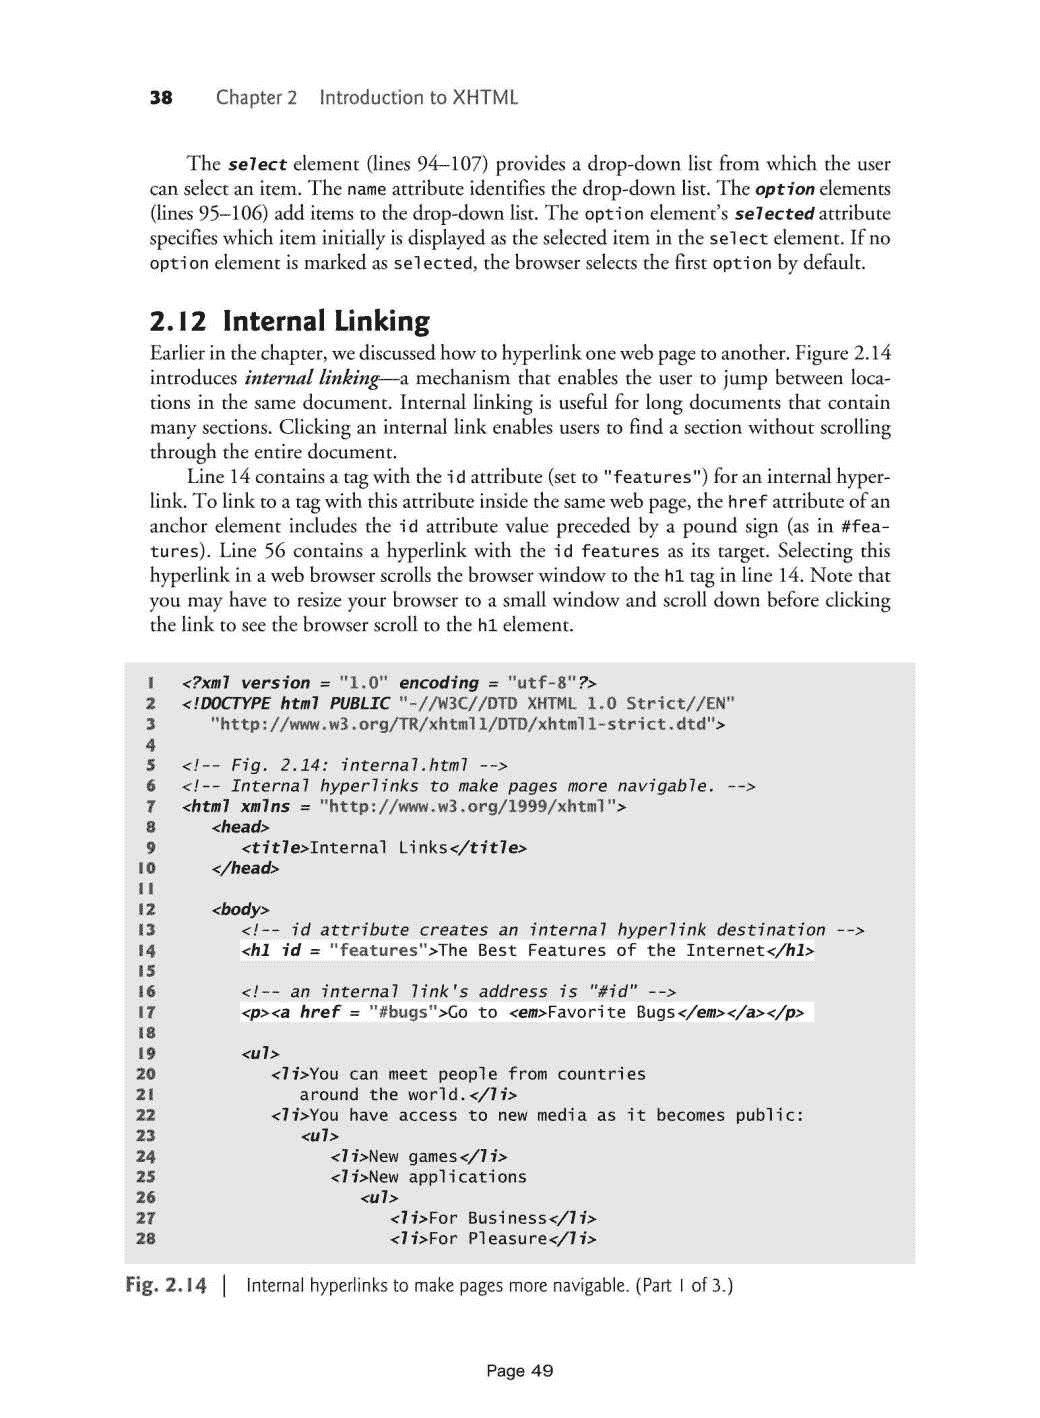 38 Chapter 2 Introduction to XHTML
The select element (lines 94–107) provides a drop-down list from which the user
can select an item. The name attribute identifies the drop-down list. The option elements
(lines 95–106) add items to the drop-down list. The option element’s selected attribute
specifies which item initially is displayed as the selected item in the select element. If no
option element is marked as selected, the browser selects the first option by default.
2.12 Internal Linking
Earlier in the chapter, we discussed how to hyperlink one web page to another. Figure 2.14
introduces internal linking—a mechanism that enables the user to jump between loca-
tions in the same document. Internal linking is useful for long documents that contain
many sections. Clicking an internal link enables users to find a section without scrolling
through the entire document.
Line 14 contains a tag with the id attribute (set to "features") for an internal hyper-
link. To link to a tag with this attribute inside the same web page, the href attribute of an
anchor element includes the id attribute value preceded by a pound sign (as in #fea-
tures). Line 56 contains a hyperlink with the id features as its target. Selecting this
hyperlink in a web browser scrolls the browser window to the h1 tag in line 14. Note that
you may have to resize your browser to a small window and scroll down before clicking
the link to see the browser scroll to the h1 element.
1 <?xml version = "1.0" encoding = "utf-8"?>
2 <!DOCTYPE html PUBLIC "-//W3C//DTD XHTML 1.0 Strict//EN"
3 "http://www.w3.org/TR/xhtml1/DTD/xhtml1-strict.dtd">
4
5 <!-- Fig. 2.14: internal.html -->
6 <!-- Internal hyperlinks to make pages more navigable. -->
7 <html xmlns = "http://www.w3.org/1999/xhtml">
8 <head>
9 <title>Internal Links</title>
10 </head>
11
12 <body>
13 <!-- id attribute creates an internal hyperlink destination -->
14 <h1 id = "features">The Best Features of the Internet</h1>
15
16 <!-- an internal link's address is "#id" -->
17 <p><a href = "#bugs">Go to <em>Favorite Bugs</em></a></p>
18
19 <ul>
20 <li>You can meet people from countries
21 around the world.</li>
22 <li>You have access to new media as it becomes public:
23 <ul>
24 <li>New games</li>
25 <li>New applications
26 <ul>
27 <li>For Business</li>
28 <li>For Pleasure</li>
Fig. 2.14 | Internal hyperlinks to make pages more navigable. (Part 1 of 3.)
Page 49